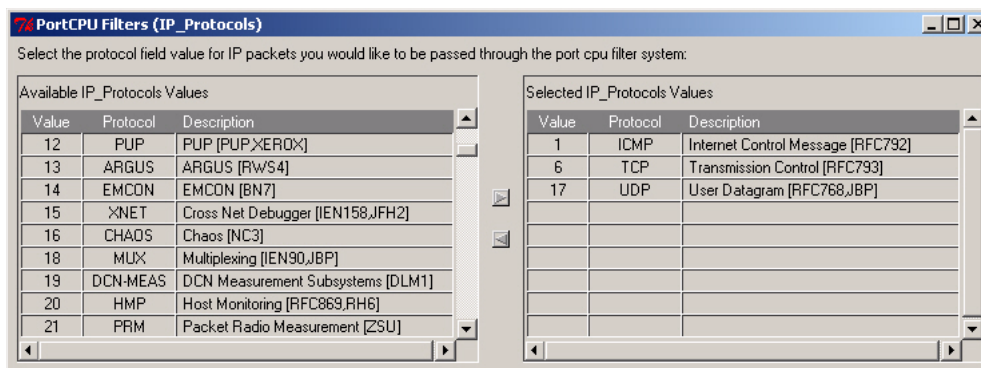 PortCPU Filters (IP_Protocols)
Select the protocol field value for IP packets you would like to be passed through the port cpu filter system:
Available IP_Protocols Values
Value Protocol Description
12 PUP PUP [PUP,XEROX]
13 ARGUS ARGUS [RWS4]
14 EMCON EMCON [BN7]
15 XNET Cross Net Debugger [IEN158,JFH2]
16 CHAOS Chaos [NC3]
18 MUX Multiplexing [IEN90,JBP]
19 DCN-MEAS DCN Measurement Subsystems [DLM1]
20 HMP Host Monitoring [RFC869,RH6]
21 PRM Packet Radio Measurement [ZSU]
Selected IP_Protocols Values
Value Protocol Description
1 ICMP Internet Control Message [RFC792]
6 TCP Transmission Control [RFC793]
17 UDP User Datagram [RFC768,JBP]